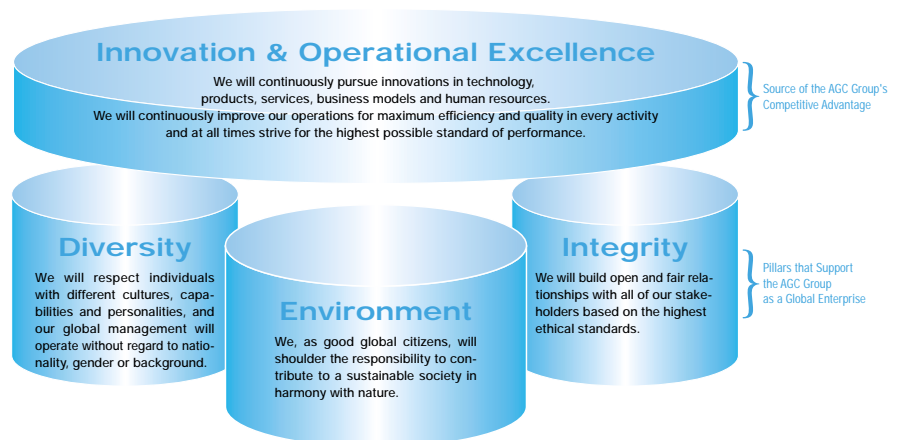 Innovation & Operational Excellence
We will continuously pursue innovations in technology,
products, services, business models and human resources.
We will continuously improve our operations for maximum efficiency and quality in every activity
and at all times strive for the highest possible standard of performance.
Source of the AGC Group's
Competitive Advantage
Diversity
We will respect individuals
with different cultures, capa-
bilities and personalities, and
our global management will
operate without regard to natio-
nality, gender or background.
Environment
We, as good global citizens, will
shoulder the responsibility to con-
tribute to a sustainable society in
harmony with nature.
Integrity
We will build open and fair rela-
tionships with all of our stake-
holders based on the highest
ethical standards.
Pillars that Support
the AGC Group
as a Global Enterprise